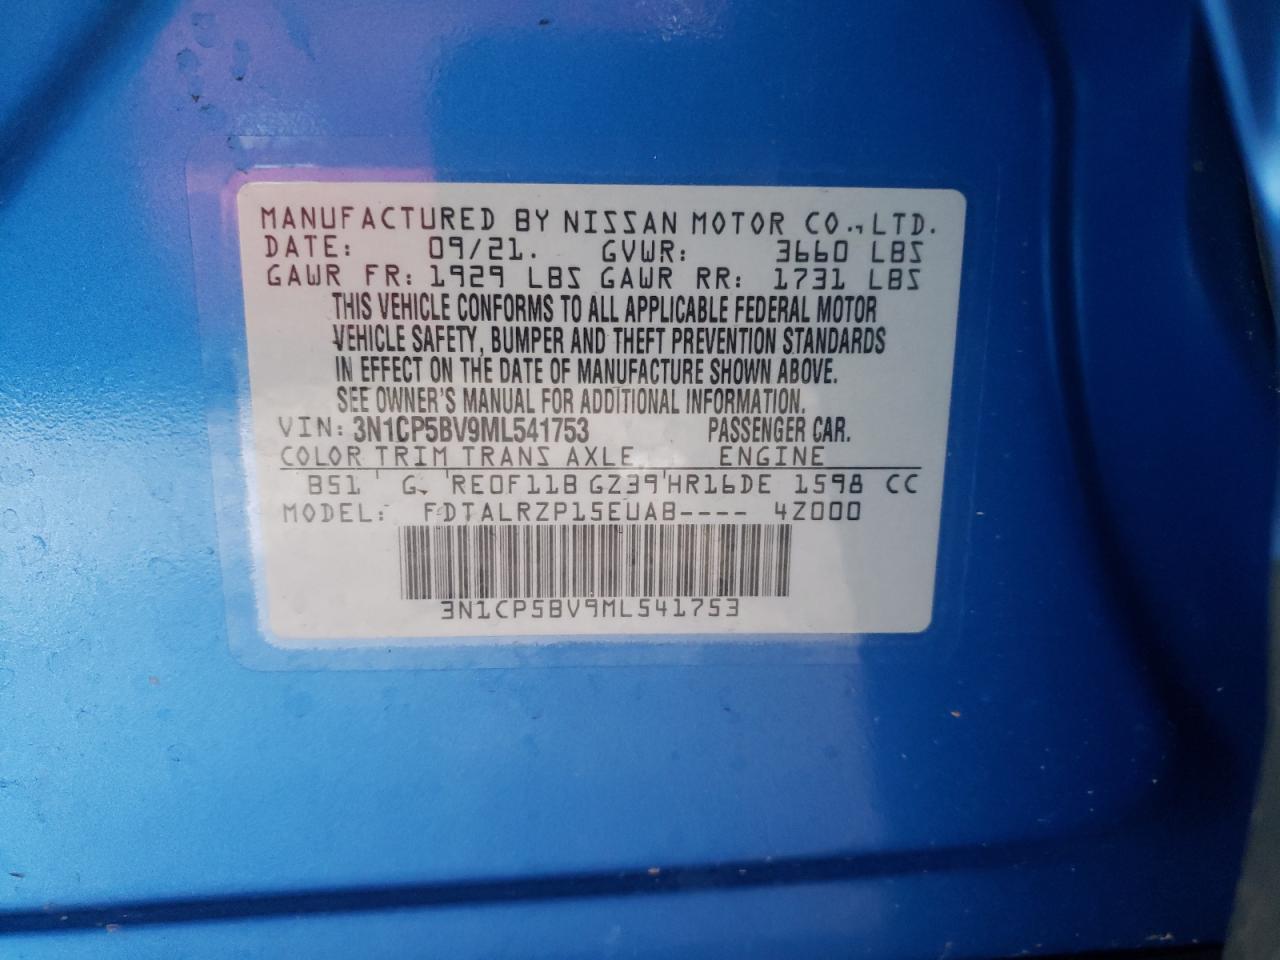 MANUFACTURED BY NISSAN MOTOR CO., LTD.
DATE: 09/21. GVWR: 3660 LBS
GAWR FR: 1929 LBS GAWR RR: 1731 LBS
THIS VEHICLE CONFORMS TO ALL APPLICABLE FEDERAL MOTOR
VEHICLE SAFETY, BUMPER AND THEFT PREVENTION STANDARDS
IN EFFECT ON THE DATE OF MANUFACTURE SHOWN ABOVE.
SEE OWNER'S MANUAL FOR ADDITIONAL INFORMATION.
VIN: 3N1CP5BV9ML541753 PASSENGER CAR.
COLOR TRIM TRANS AXLE ENGINE
B51 G RE0F11B GZ39 HR16DE 1598 CC
MODEL: FDTALRZP15EUAB---- 4Z000
3N1CP5BV9ML541753